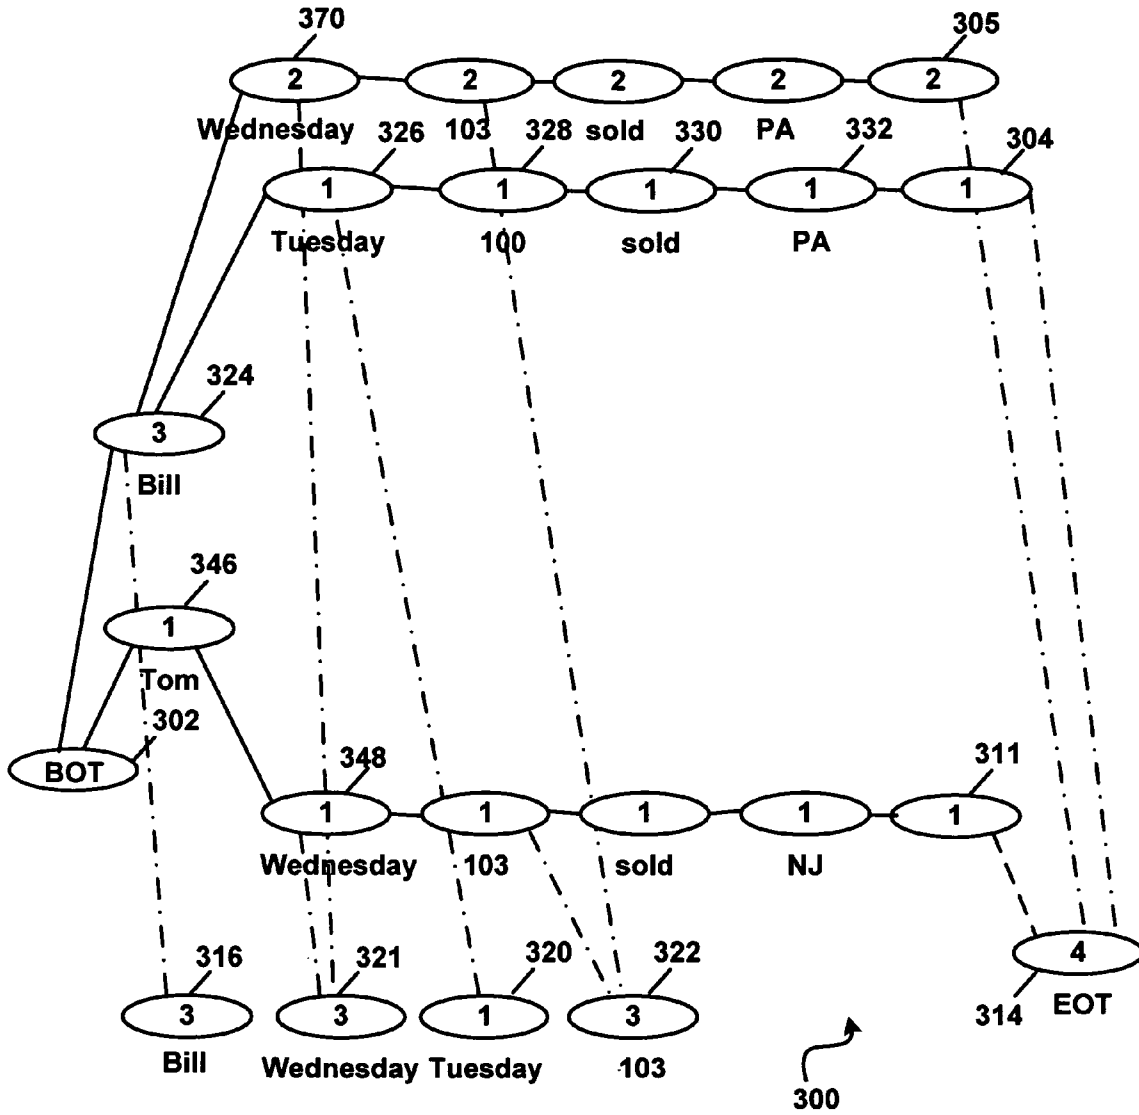 370
305
2 2 2 2 2
Wednesday 103 sold PA
326 328 330 332 304
1 1 1 1 1
Tuesday 100 sold PA
324
3
Bill
346
1
Tom
302
BOT
348 311
1 1 1 1 1
Wednesday 103 sold NJ
316 321 320 322
4
EOT
314
3 3 1 3
Bill Wednesday Tuesday 103
300